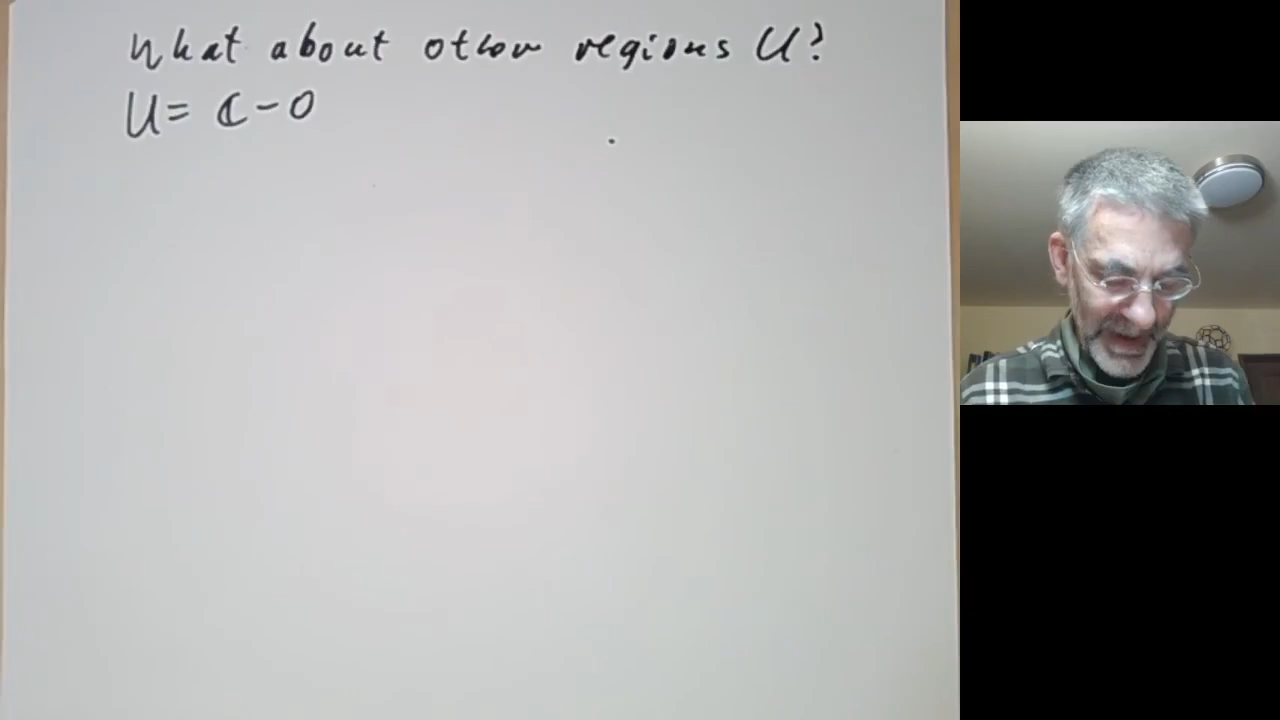 What about other regions U?
U = ℂ - 0